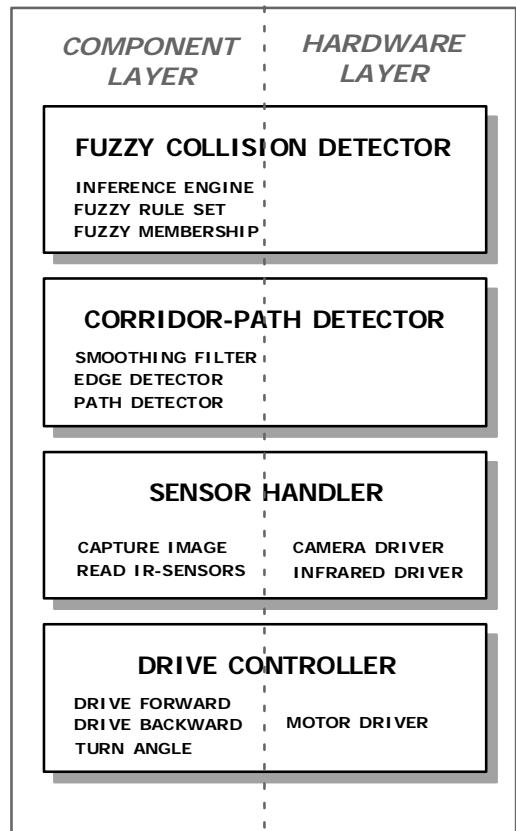 COMPONENT LAYER
HARDWARE LAYER
FUZZY COLLISION DETECTOR
INFERENCE ENGINE
FUZZY RULE SET
FUZZY MEMBERSHIP
CORRIDOR-PATH DETECTOR
SMOOTHING FILTER
EDGE DETECTOR
PATH DETECTOR
SENSOR HANDLER
CAPTURE IMAGE
READ IR-SENSORS
CAMERA DRIVER
INFRARED DRIVER
DRIVE CONTROLLER
DRIVE FORWARD
DRIVE BACKWARD
TURN ANGLE
MOTOR DRIVER